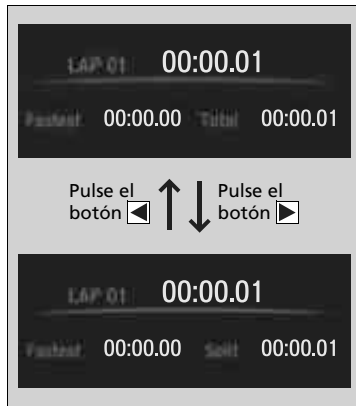 LAP 01 00:00.01
Fastest 00:00.00 Total 00:00.01
Pulse el
botón ◀
Pulse el
botón ▶
LAP 01 00:00.01
Fastest 00:00.00 Split 00:00.01